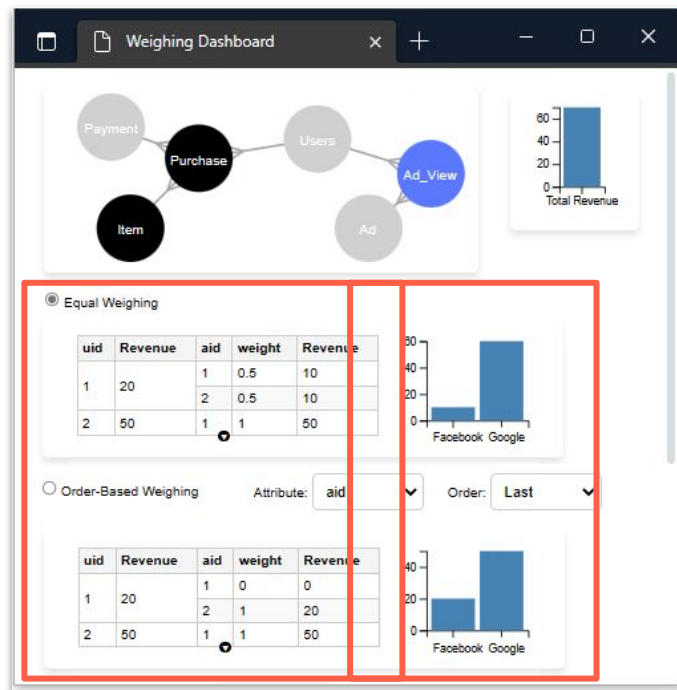 Weighing Dashboard
Payment
Purchase
Users
Ad_View
Item
Ad
60
40
20
0
Total Revenue
Equal Weighing
uid Revenue aid weight Revenue
1 20 1 0.5 10
2 0.5 10
2 50 1 1 50
60
40
20
0
Facebook Google
Order-Based Weighing Attribute: aid Order: Last
uid Revenue aid weight Revenue
1 20 1 0 0
2 1 20
2 50 1 1 50
40
20
0
Facebook Google